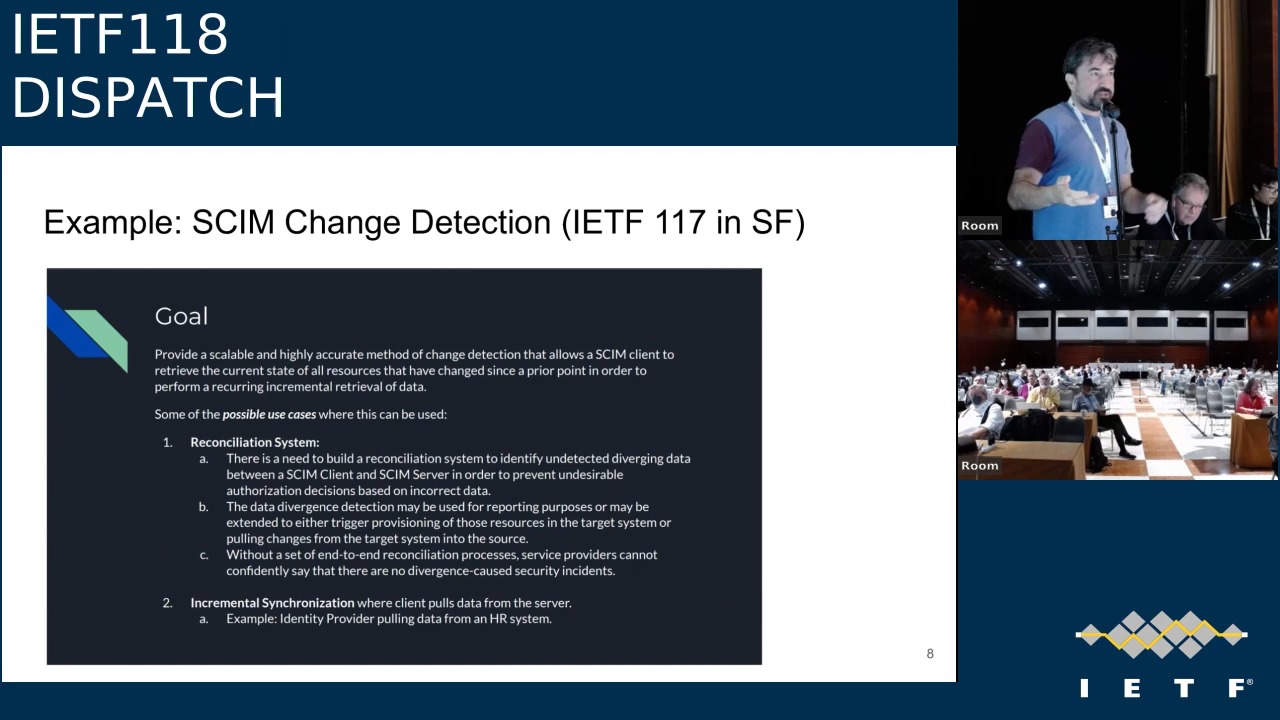 IETF118
DISPATCH
Example: SCIM Change Detection (IETF 117 in SF)
Goal
Provide a scalable and highly accurate method of change detection that allows a SCIM client to
retrieve the current state of all resources that have changed since a prior point in order to
perform a recurring incremental retrieval of data.
Some of the possible use cases where this can be used:
1. Reconciliation System:
a. There is a need to build a reconciliation system to identify undetected diverging data
between a SCIM Client and SCIM Server in order to prevent undesirable
authorization decisions based on incorrect data.
b. The data divergence detection may be used for reporting purposes or may be
extended to either trigger provisioning of those resources in the target system or
pulling changes from the target system into the source.
c. Without a set of end-to-end reconciliation processes, service providers cannot
confidently say that there are no divergence-caused security incidents.
2. Incremental Synchronization where client pulls data from the server.
a. Example: Identity Provider pulling data from an HR system.
8
Room
Room
I E T F®